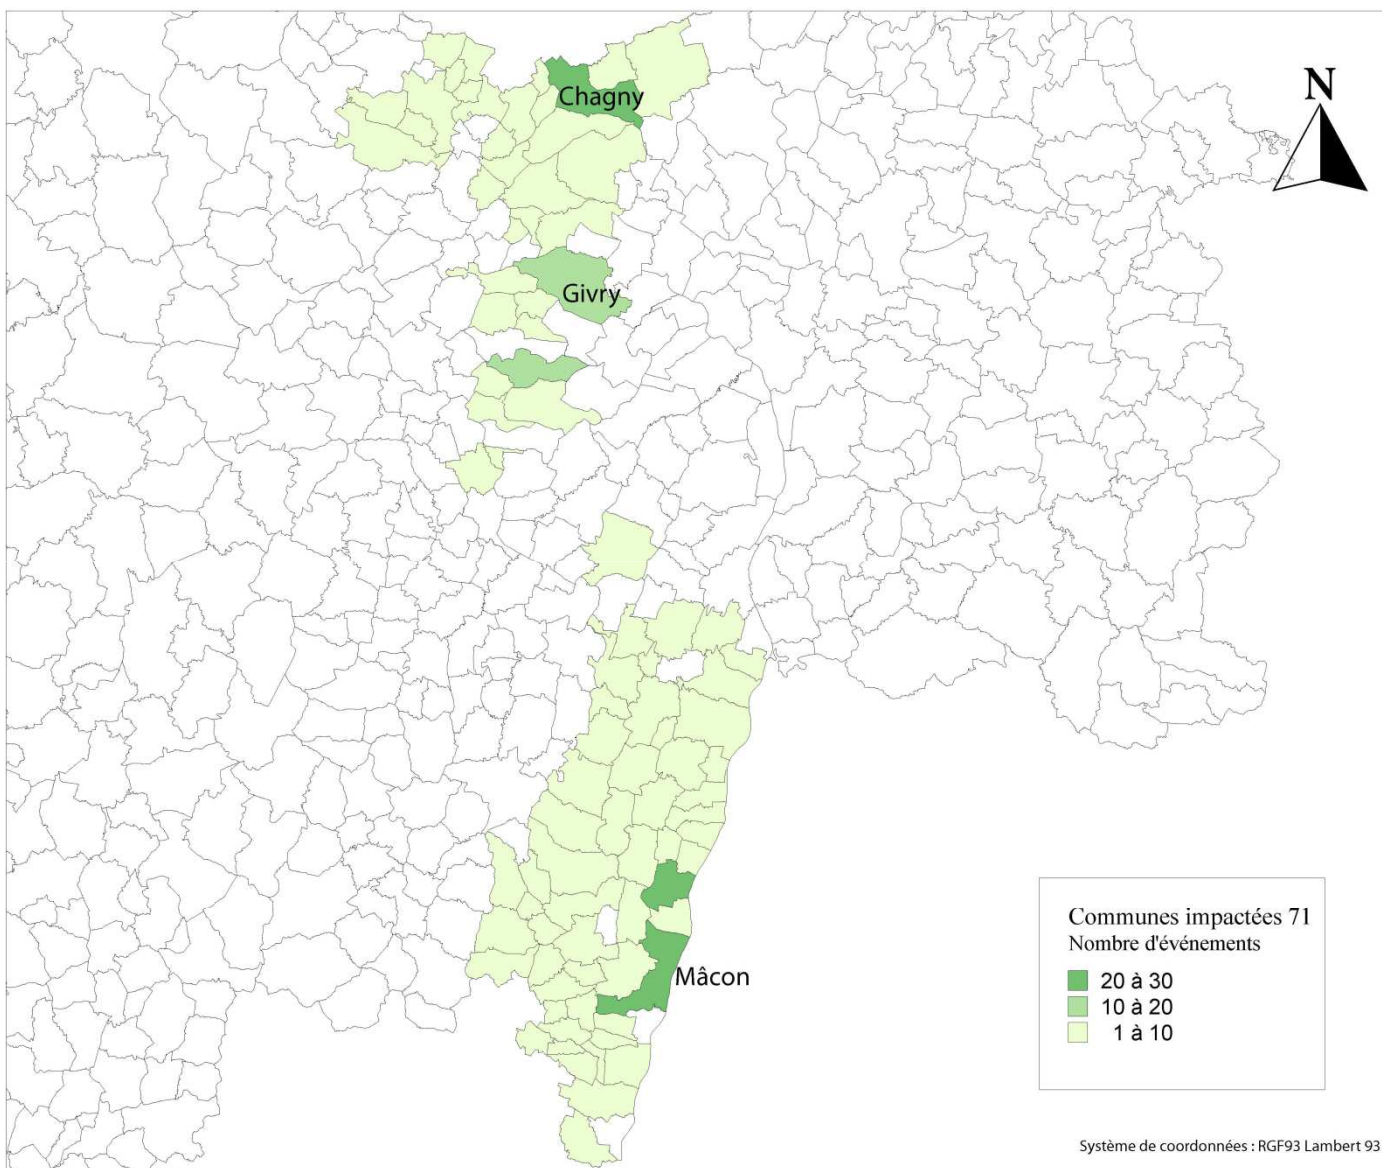 Chagny
N
Givry
Mâcon
Communes impactées 71
Nombre d'événements
20 à 30
10 à 20
1 à 10
Système de coordonnées : RGF93 Lambert 93